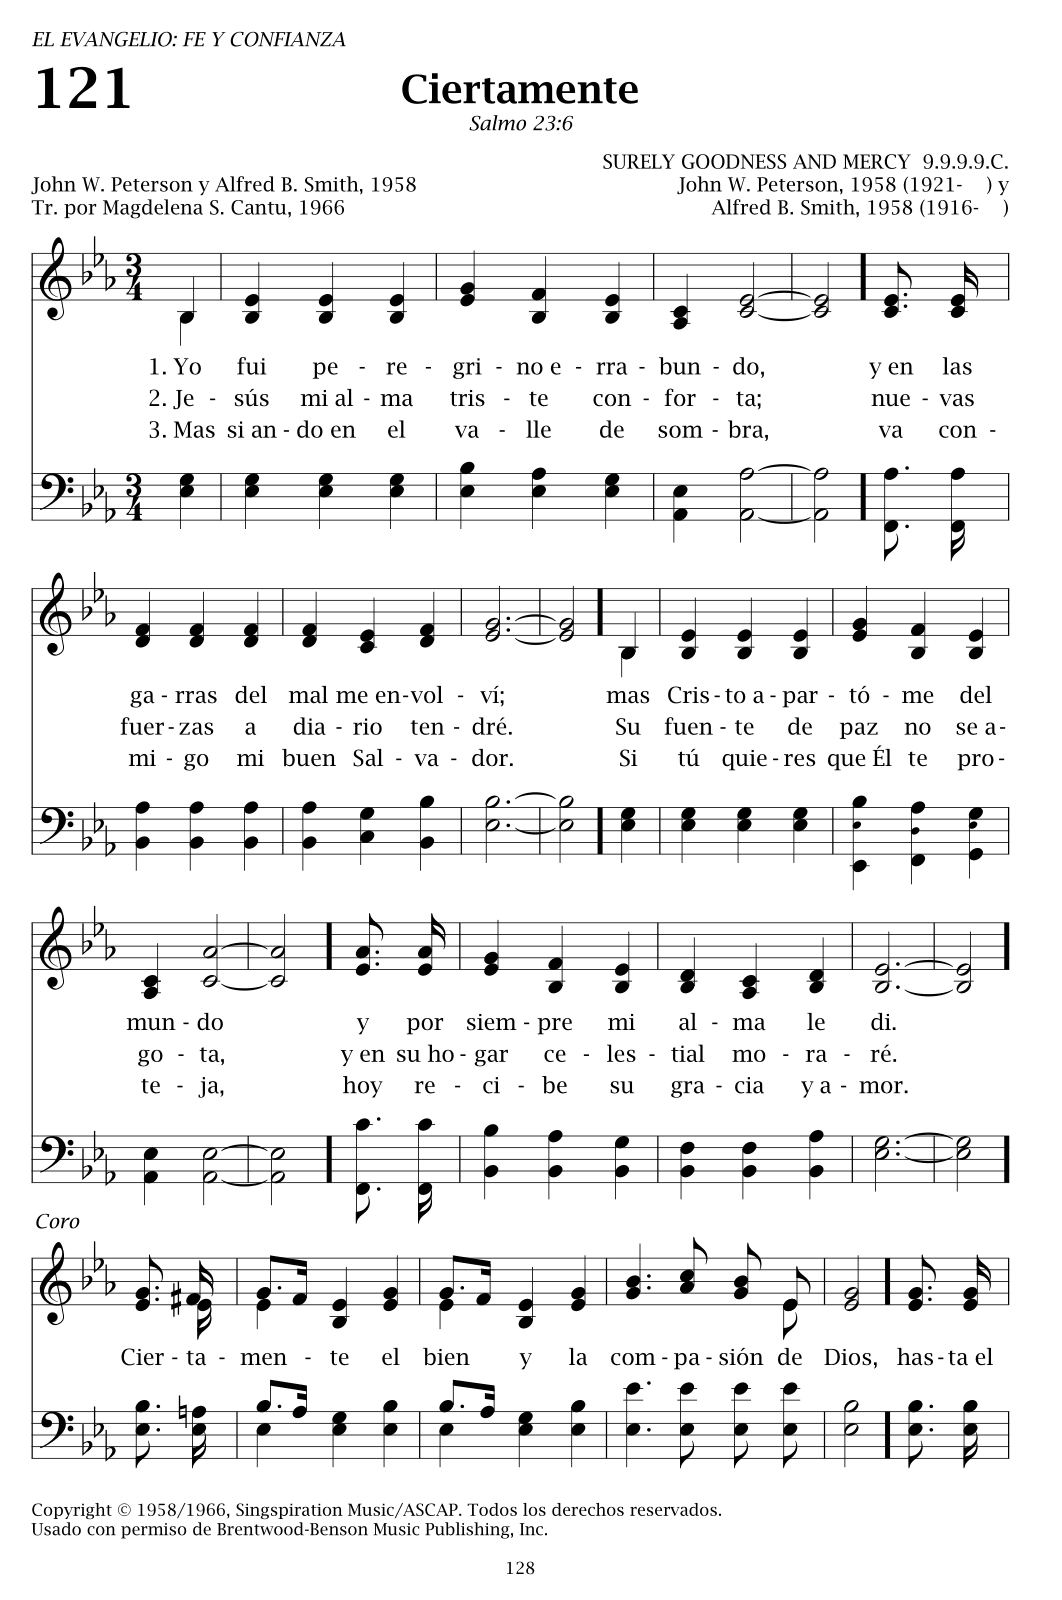 EL EVANGELIO: FE Y CONFIANZA
121
Ciertamente
Salmo 23:6
SURELY GOODNESS AND MERCY 9.9.9.9.C.
John W. Peterson y Alfred B. Smith, 1958
John W. Peterson, 1958 (1921- ) y
Tr. por Magdelena S. Cantu, 1966
Alfred B. Smith, 1958 (1916- )
1. Yo fui pe - re - gri - no e - rra - bun - do, y en las
2. Je - sús mi al - ma tris - te con - for - ta; nue - vas
3. Mas si an - do en el va - lle de som - bra, va con -
ga - rras del mal me en - vol - ví; mas Cris - to a - par - tó - me del
fuer - zas a dia - rio ten - dré. Su fuen - te de paz no se a -
mi - go mi buen Sal - va - dor. Si tú quie - res que Él te pro -
mun - do y por siem - pre mi al - ma le di.
go - ta, y en su ho - gar ce - les - tial mo - ra - ré.
te - ja, hoy re - ci - be su gra - cia y a - mor.
Coro
Cier - ta - men - te el bien y la com - pa - sión de Dios, has - ta el
Copyright © 1958/1966, Singspiration Music/ASCAP. Todos los derechos reservados.
Usado con permiso de Brentwood-Benson Music Publishing, Inc.
128